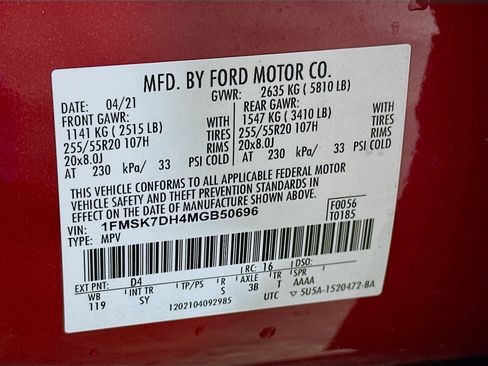 MFD. BY FORD MOTOR CO.
DATE: 04/21 GVWR: 2635 KG ( 5810 LB)
FRONT GAWR: REAR GAWR:
1141 KG ( 2515 LB) 1547 KG ( 3410 LB)
255/55R20 107H TIRES 255/55R20 107H TIRES
20x8.0J RIMS 20x8.0J RIMS
AT 230 kPa/ 33 PSI COLD AT 230 kPa/ 33 PSI COLD
THIS VEHICLE CONFORMS TO ALL APPLICABLE FEDERAL MOTOR
VEHICLE SAFETY AND THEFT PREVENTION STANDARDS IN
EFFECT ON THE DATE OF MANUFACTURE SHOWN ABOVE.
VIN: 1FMSK7DH4MGB50696 F0056
TYPE: MPV T0185
EXT PNT: D4 RC: 16 DSO:
WB INT TR TP/PS R AXLE TR SPR
119 SY S 3B T AAAA
1202104092985 UTC 5U5A-1520472-BA